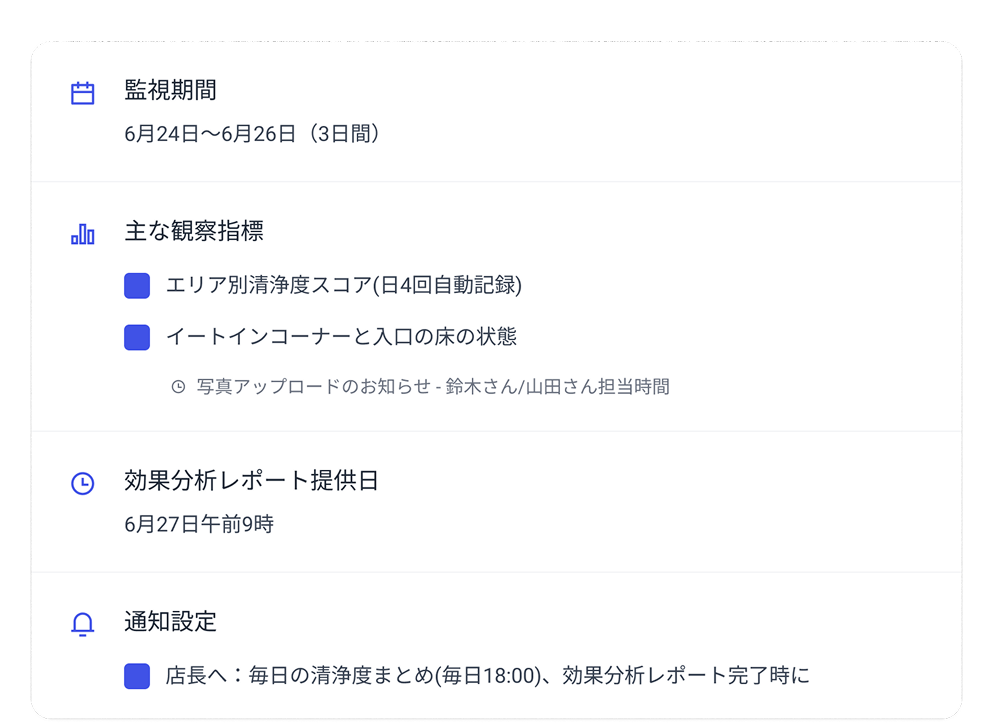 監視期間
6月24日〜6月26日（3日間）
主な観察指標
エリア別清浄度スコア(日4回自動記録)
イートインコーナーと入口の床の状態
写真アップロードのお知らせ - 鈴木さん/山田さん担当時間
効果分析レポート提供日
6月27日午前9時
通知設定
店長へ：毎日の清浄度まとめ(毎日18:00)、効果分析レポート完了時に